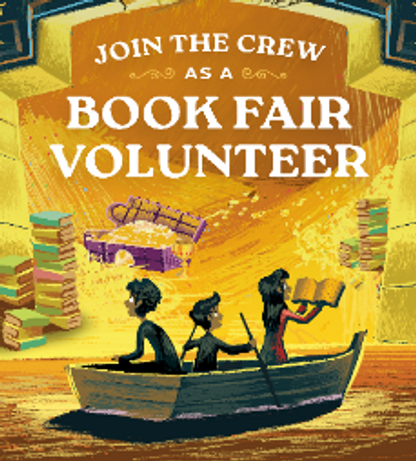 JOIN THE CREW
AS A
BOOK FAIR
VOLUNTEER